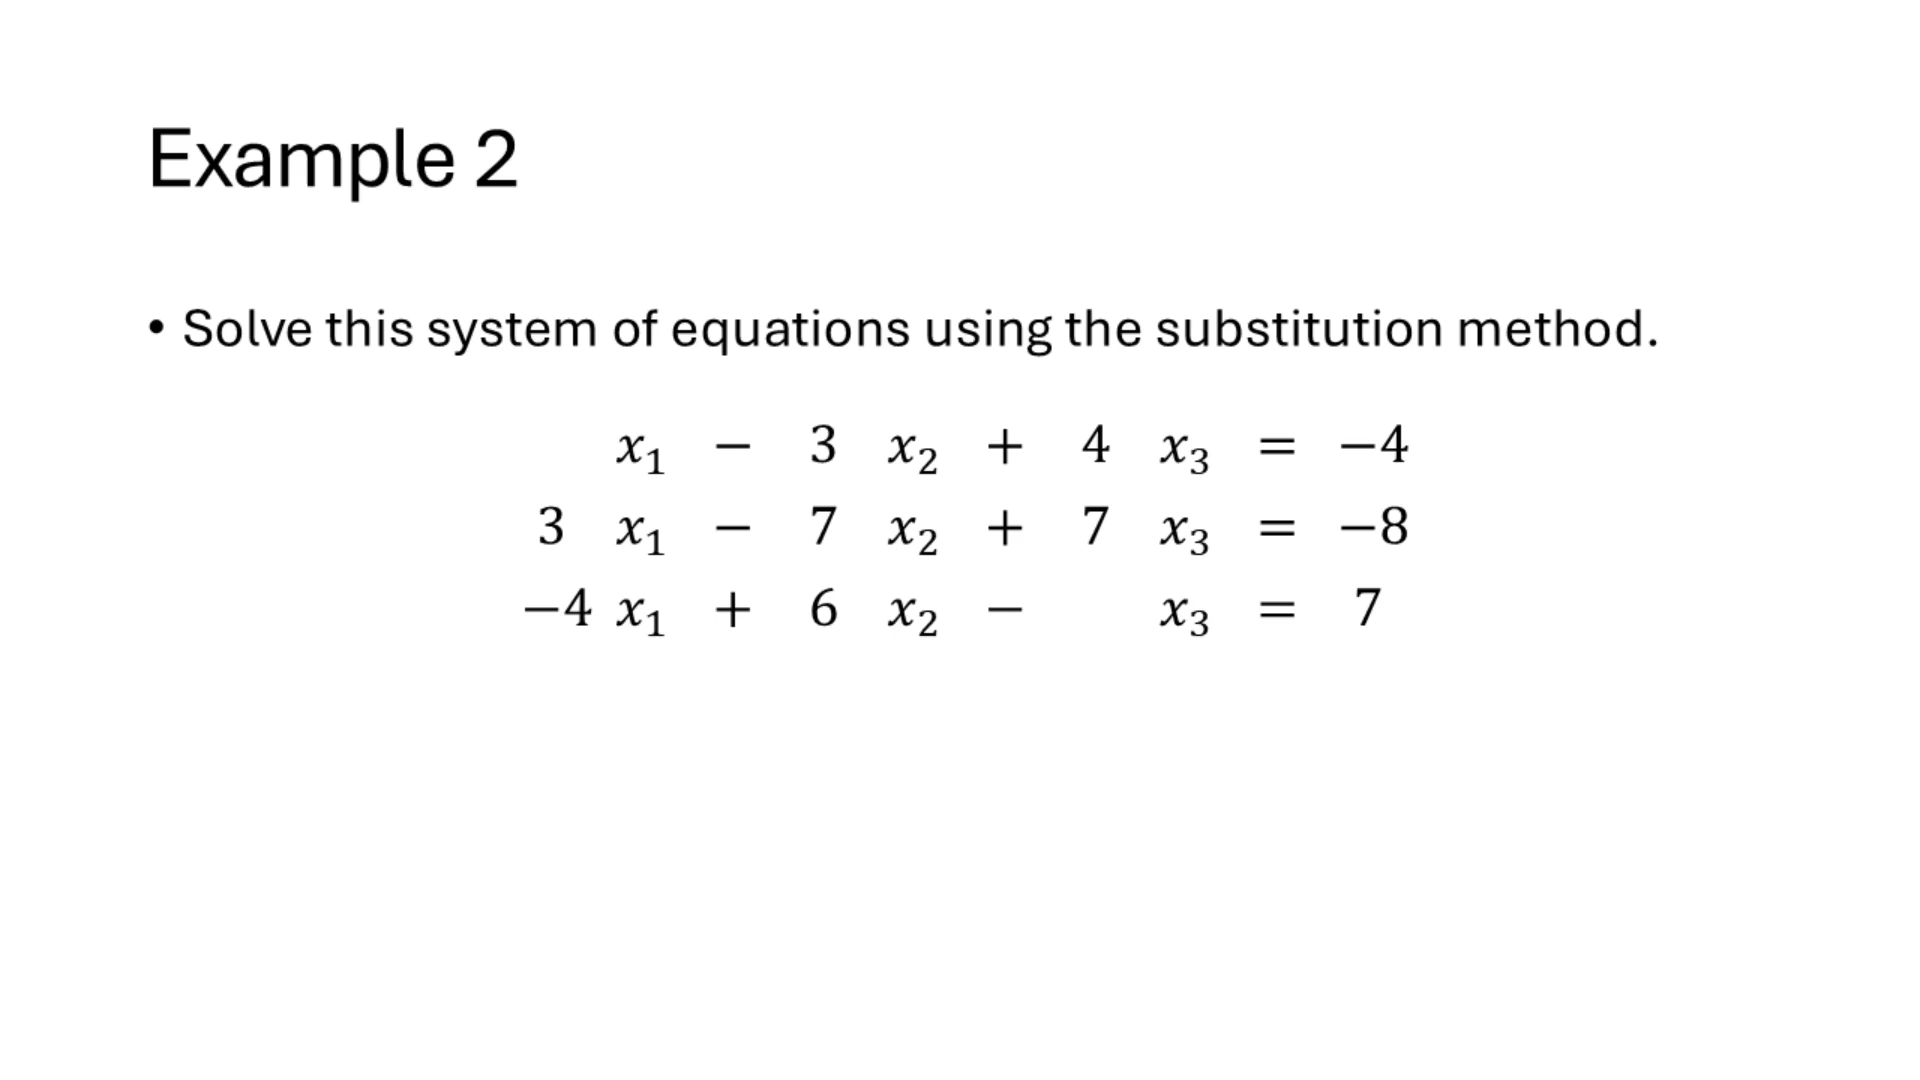 Example 2
• Solve this system of equations using the substitution method.
x₁ − 3 x₂ + 4 x₃ = −4
3 x₁ − 7 x₂ + 7 x₃ = −8
−4 x₁ + 6 x₂ − x₃ = 7